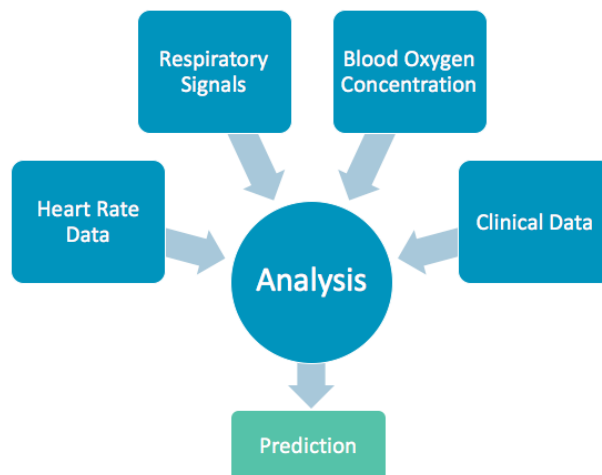 Respiratory
Signals
Blood Oxygen
Concentration
Heart Rate
Data
Clinical Data
Analysis
Prediction